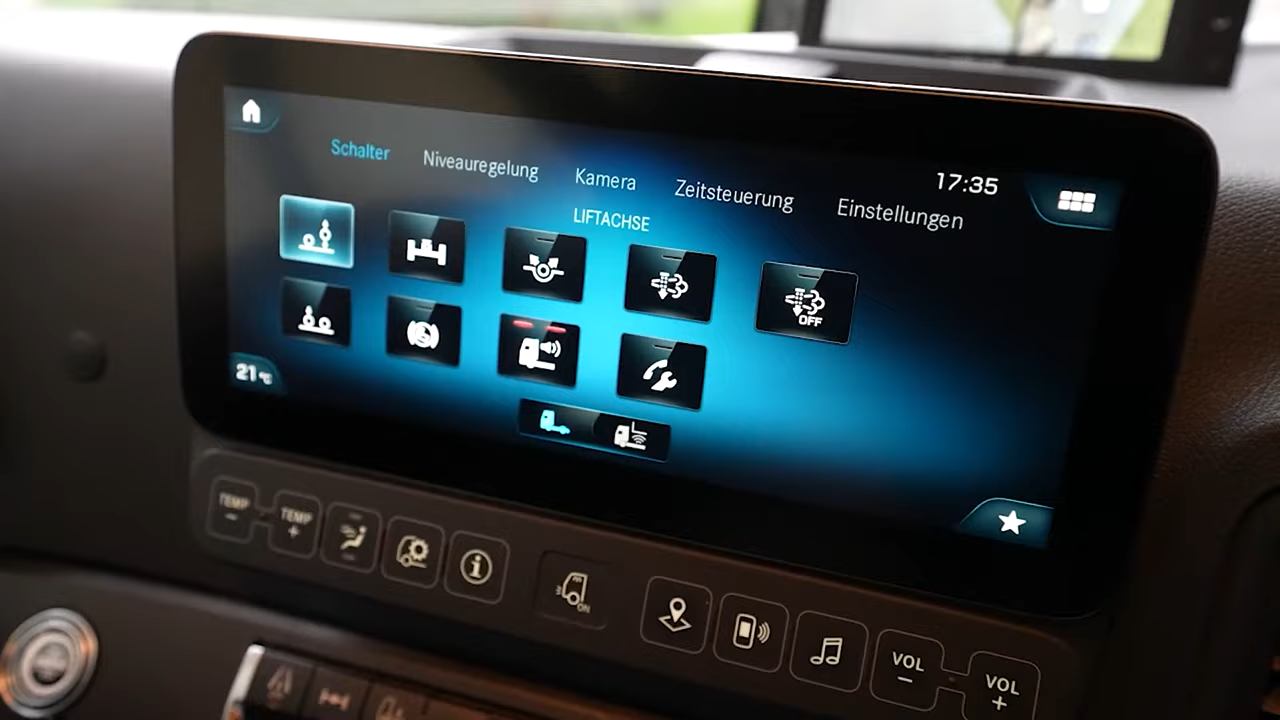 Schalter
Niveauregelung
Kamera
Zeitsteuerung
Einstellungen
17:35
LIFTACHSE
OFF
21°C
TEMP
−
TEMP
+
ON
VOL
−
VOL
+